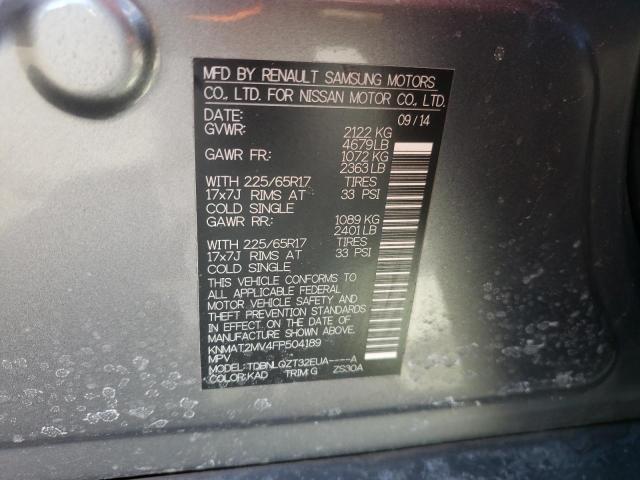 MFD BY RENAULT SAMSUNG MOTORS
CO., LTD. FOR NISSAN MOTOR CO., LTD.
DATE: 09/14
GVWR: 2122 KG
4679 LB
GAWR FR: 1072 KG
2363 LB
WITH 225/65R17 TIRES
17x7J RIMS AT 33 PSI
COLD SINGLE
GAWR RR: 1089 KG
2401 LB
WITH 225/65R17 TIRES
17x7J RIMS AT 33 PSI
COLD SINGLE
THIS VEHICLE CONFORMS TO
ALL APPLICABLE FEDERAL
MOTOR VEHICLE SAFETY AND
THEFT PREVENTION STANDARDS
IN EFFECT ON THE DATE OF
MANUFACTURE SHOWN ABOVE.
KNMAT2MV4FP504189
MPV
MODEL: TDBNLQZT32EUA----A
COLOR: KAD TRIM: G ZS30A